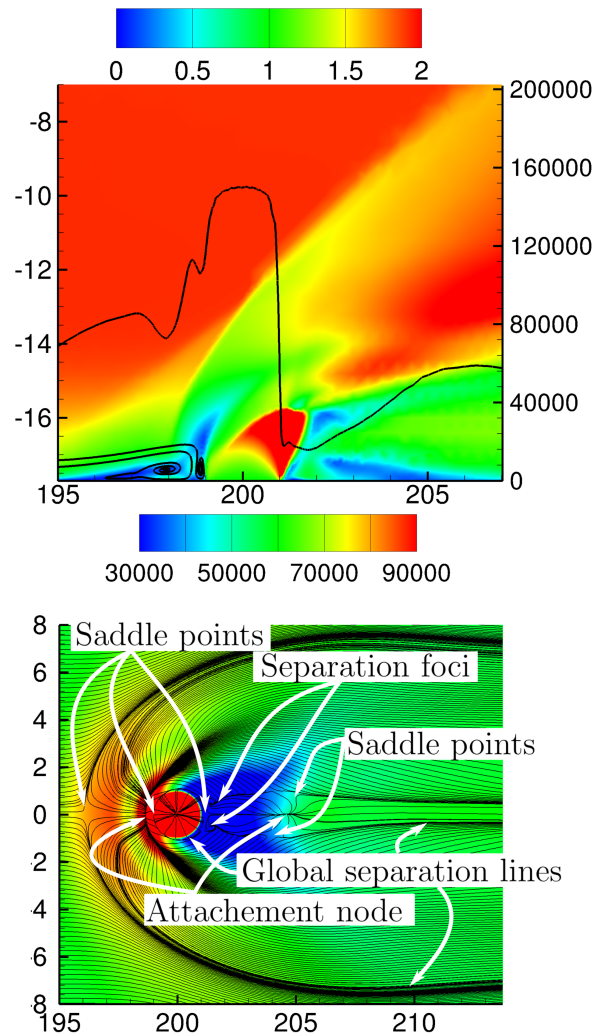 0 0.5 1 1.5 2
-8 200000
160000
-10
120000
-12
80000
-14
40000
-16
0
195 200 205
30000 50000 70000 90000
8
Saddle points
6
Separation foci
4
Saddle points
2
0
-2
Global separation lines
-4
Attachement node
-6
-8
195 200 205 210